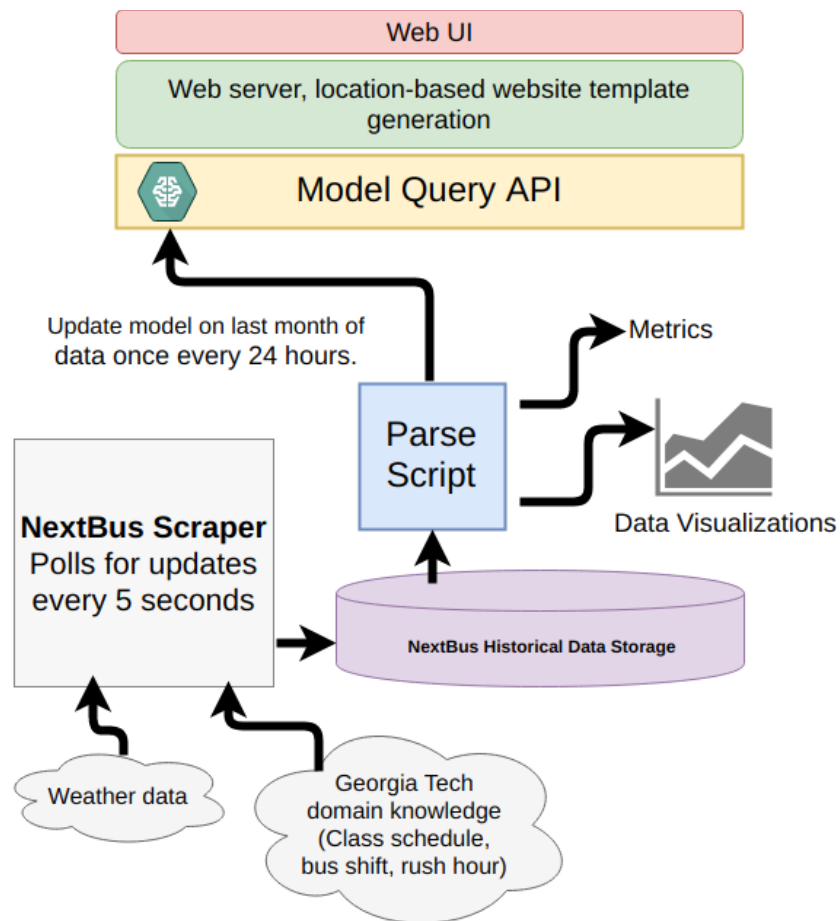 Web UI
Web server, location-based website template
generation
Model Query API
Update model on last month of
data once every 24 hours.
Metrics
Parse
Script
Data Visualizations
NextBus Scraper
Polls for updates
every 5 seconds
NextBus Historical Data Storage
Weather data
Georgia Tech
domain knowledge
(Class schedule,
bus shift, rush hour)